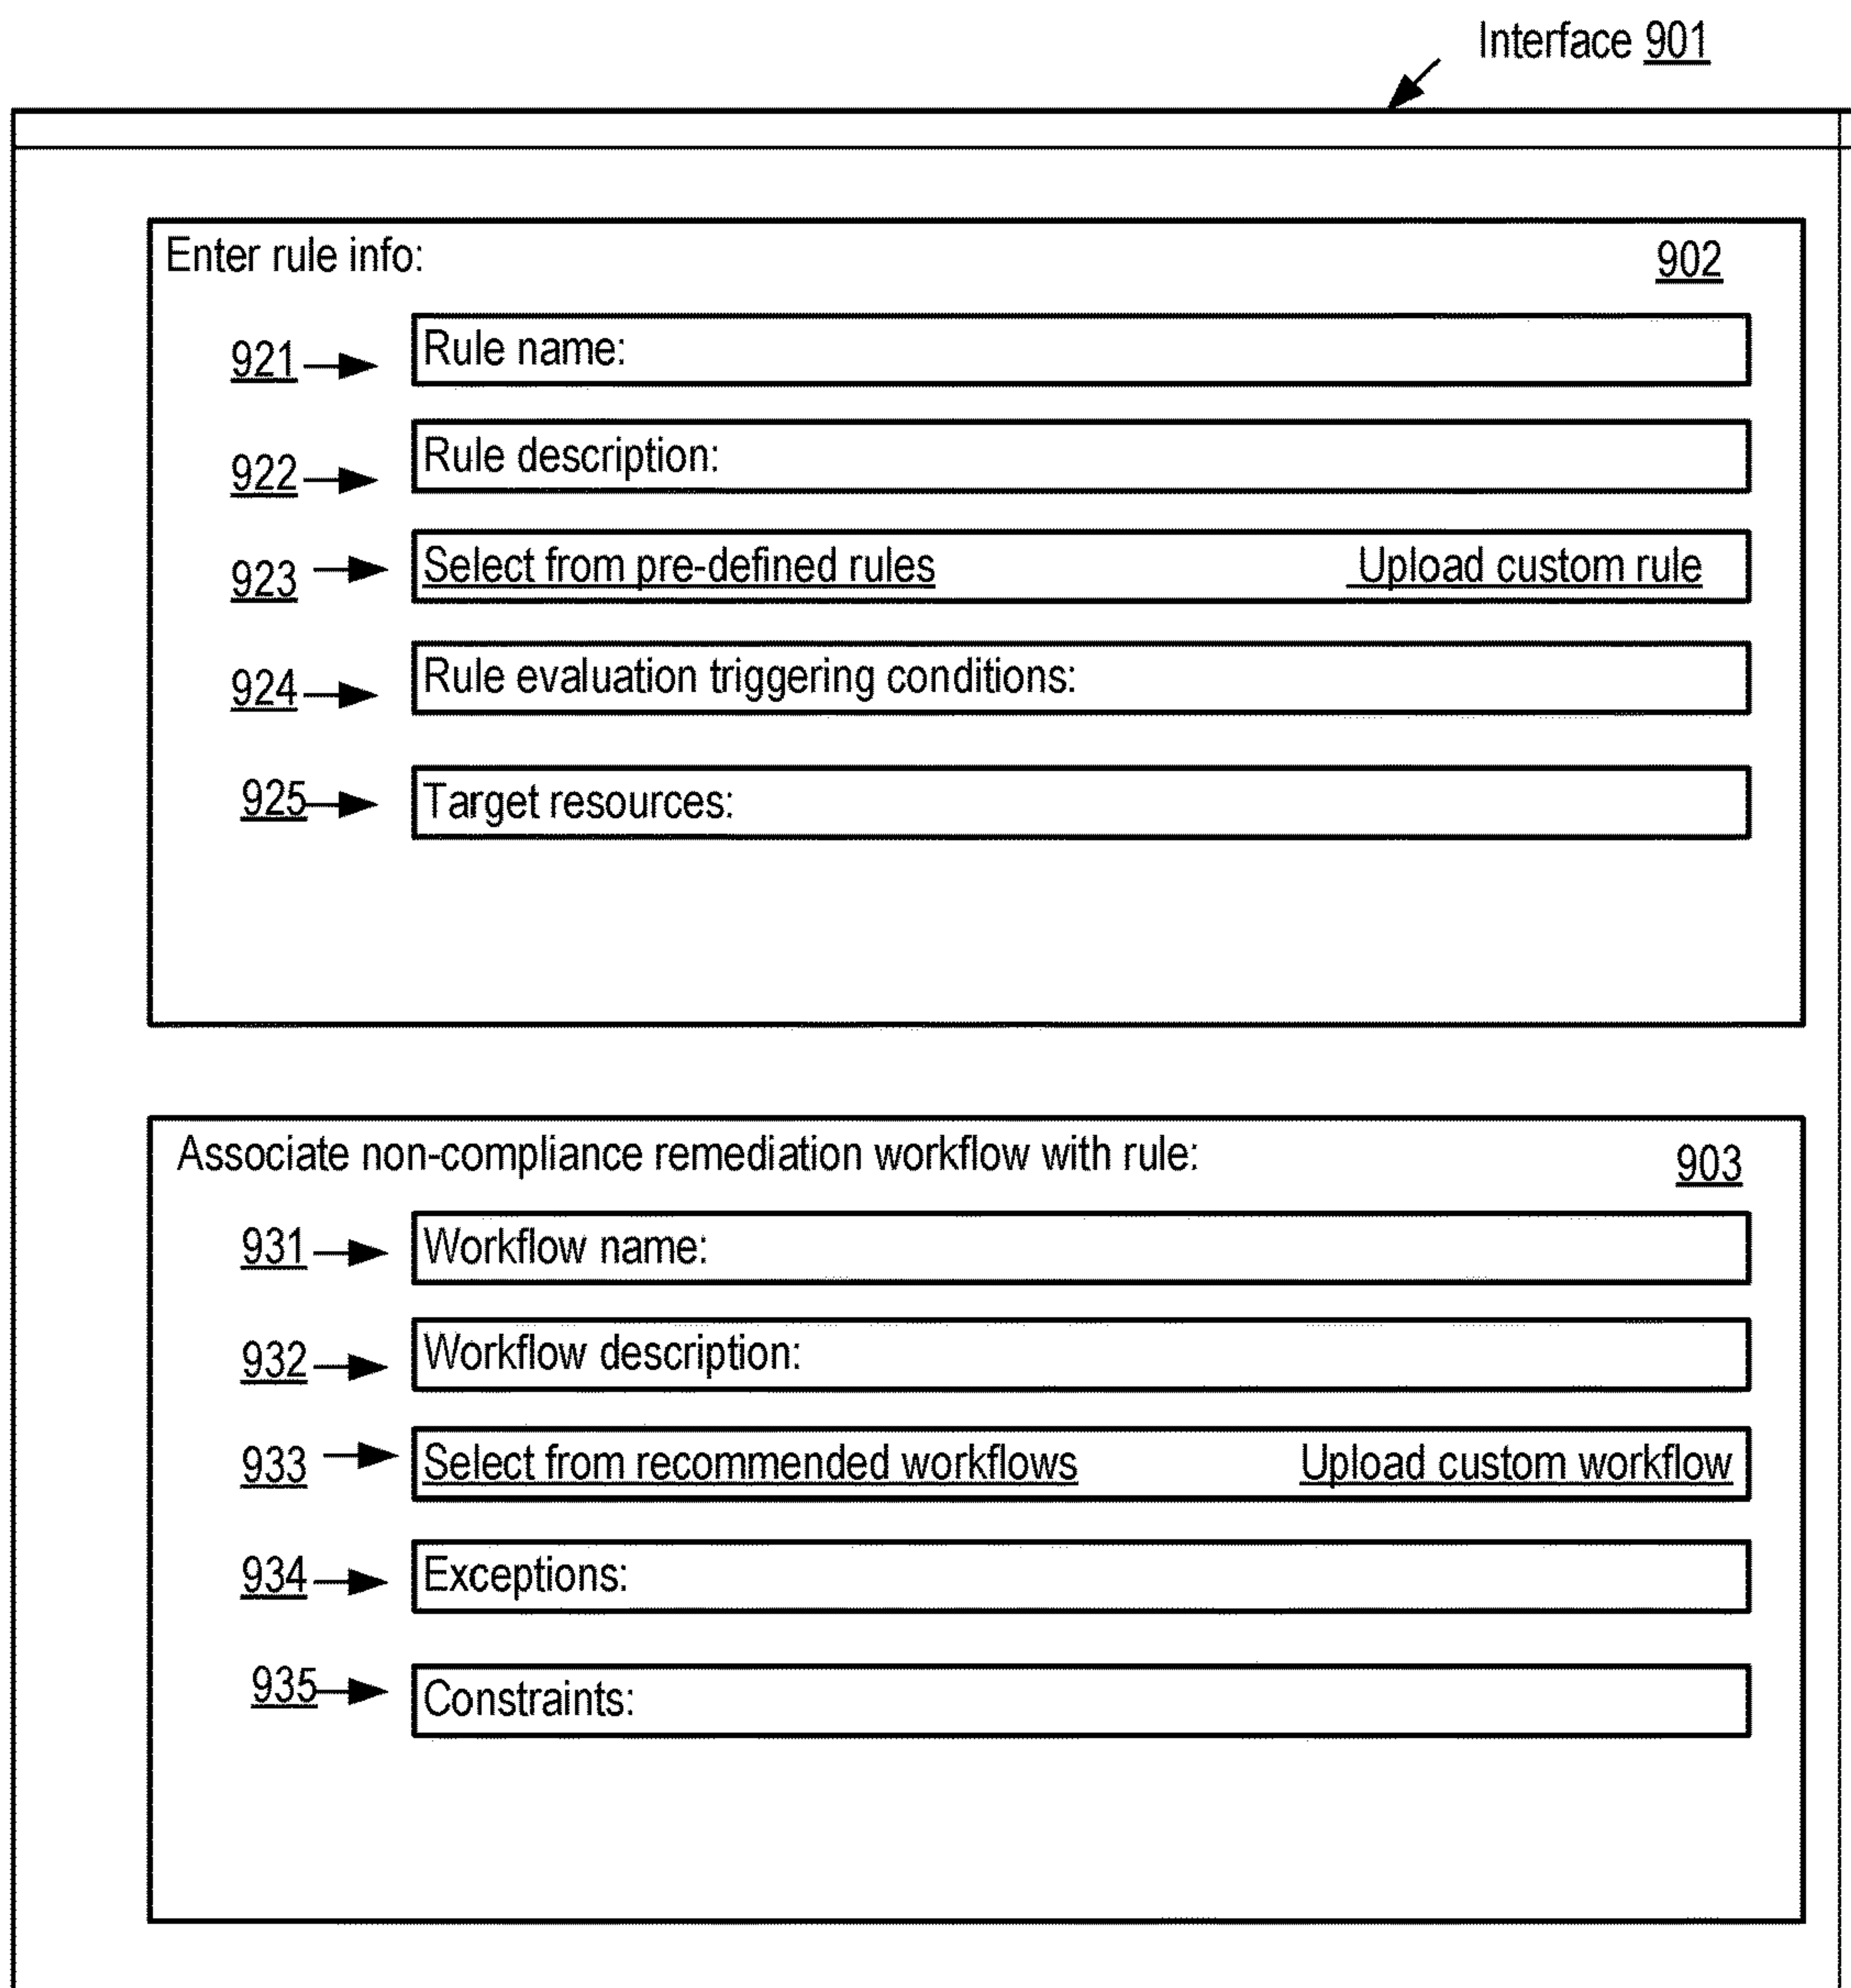 Interface 901
Enter rule info: 902
921 Rule name:
922 Rule description:
923 Select from pre-defined rules Upload custom rule
924 Rule evaluation triggering conditions:
925 Target resources:
Associate non-compliance remediation workflow with rule: 903
931 Workflow name:
932 Workflow description:
933 Select from recommended workflows Upload custom workflow
934 Exceptions:
935 Constraints: